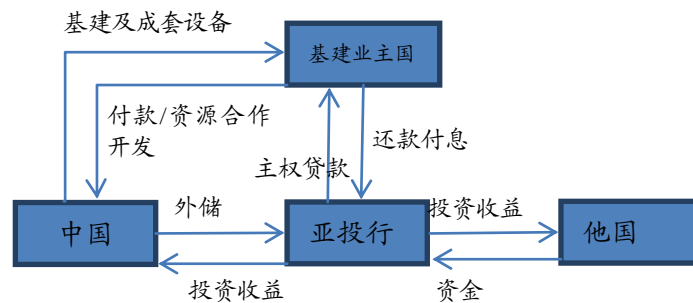 基建及成套设备
基建业主国
付款/资源合作
开发
还款付息
主权贷款
外储
投资收益
中国
亚投行
他国
投资收益
资金